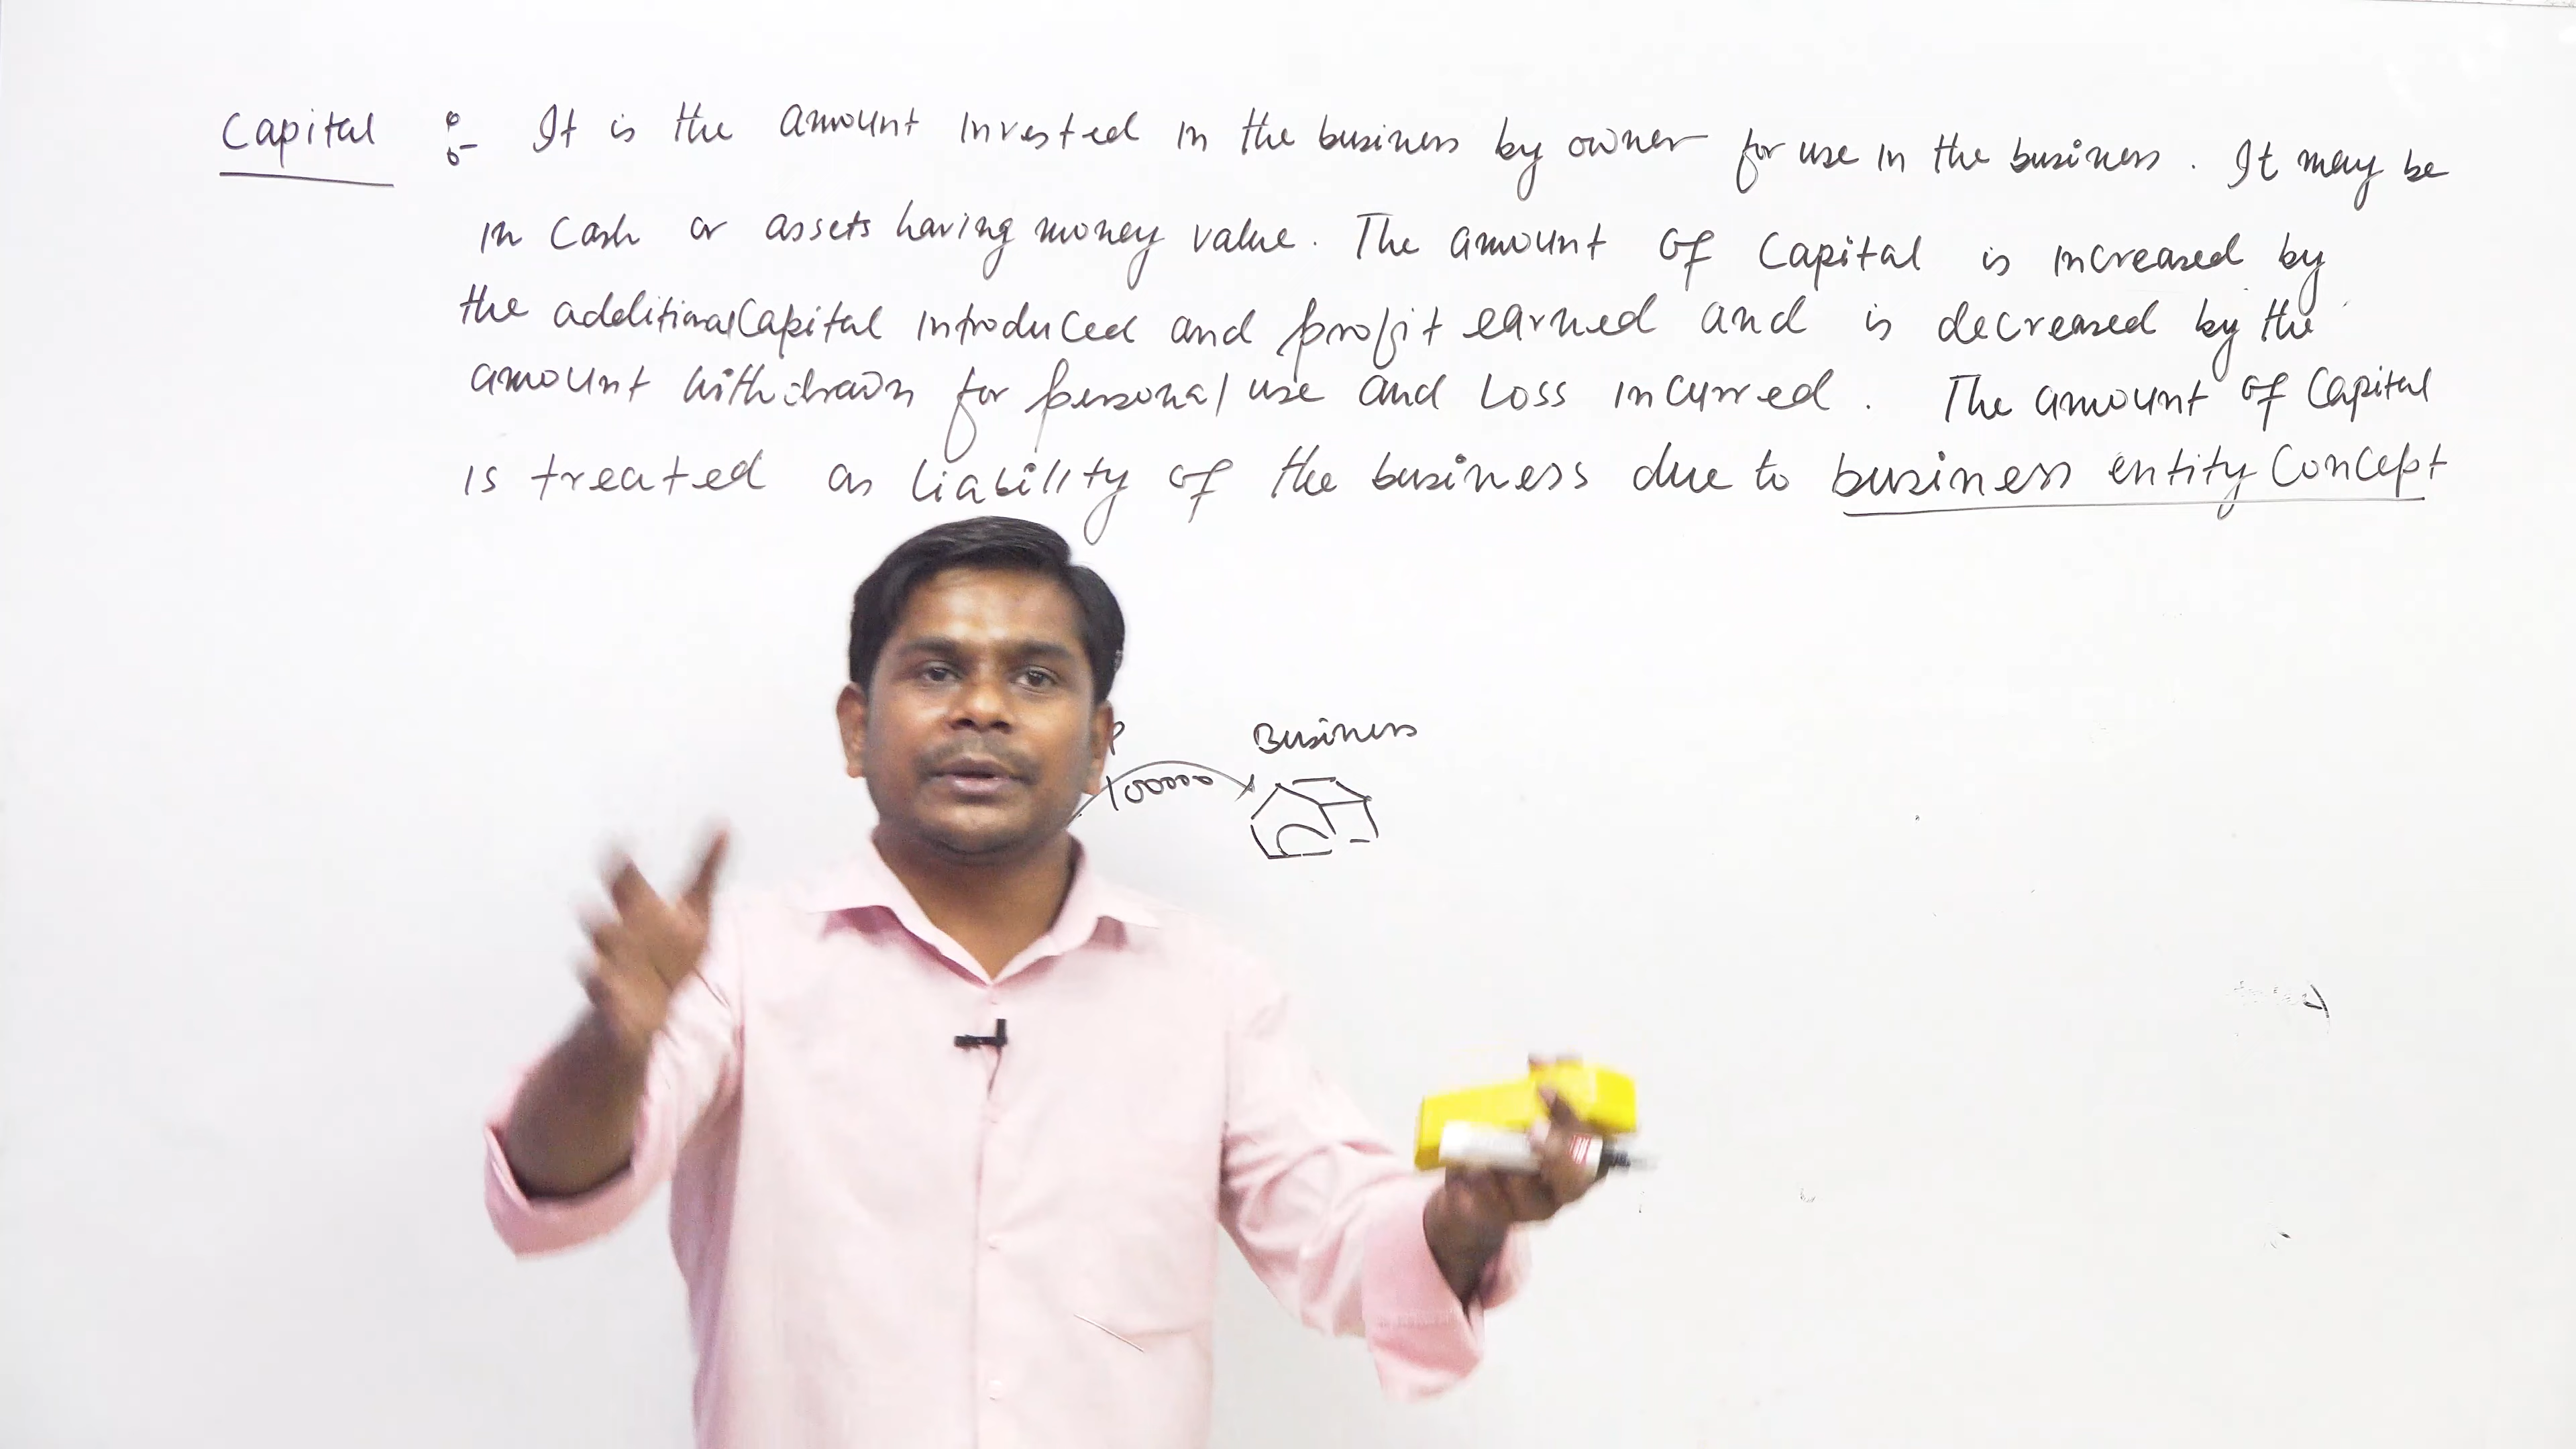 Capital :- It is the amount invested in the business by owner for use in the business. It may be
in cash or assets having money value. The amount of capital is increased by
the additional capital introduced and profit earned and is decreased by the
amount withdrawn for personal use and loss incurred. The amount of capital
is treated as liability of the business due to business entity concept
Business
100000